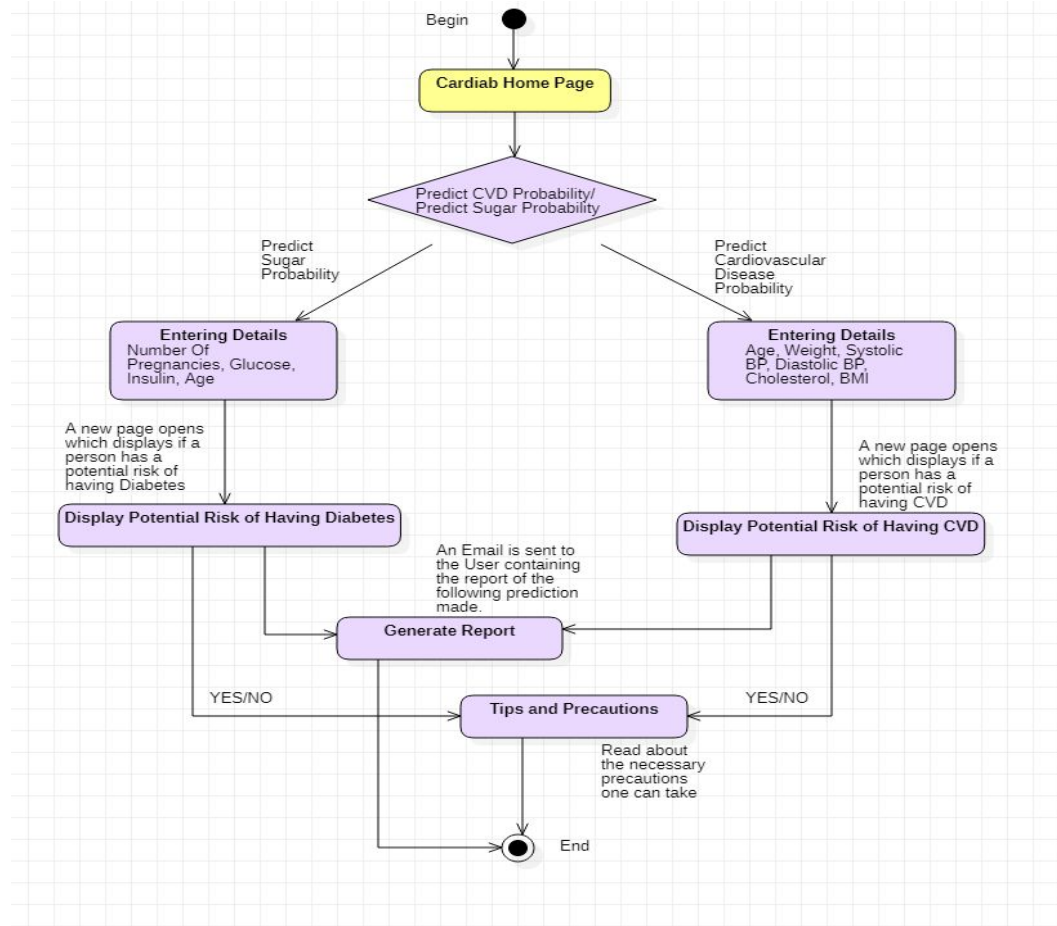 Begin
Cardiab Home Page
Predict CVD Probability/
Predict Sugar Probability
Predict
Sugar
Probability
Predict
Cardiovascular
Disease
Probability
Entering Details
Number Of
Pregnancies, Glucose,
Insulin, Age
Entering Details
Age, Weight, Systolic
BP, Diastolic BP,
Cholesterol, BMI
A new page opens
which displays if a
person has a
potential risk of
having Diabetes
A new page opens
which displays if a
person has a
potential risk of
having CVD
Display Potential Risk of Having Diabetes
Display Potential Risk of Having CVD
An Email is sent to
the User containing
the report of the
following prediction
made.
Generate Report
YES/NO
YES/NO
Tips and Precautions
Read about
the necessary
precautions
one can take
End